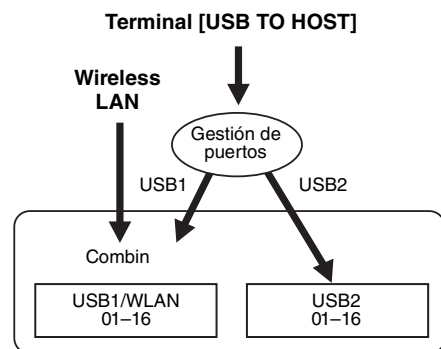 Terminal [USB TO HOST]
Wireless
LAN
Gestión de
puertos
USB1
USB2
Combin
USB1/WLAN
01–16
USB2
01–16